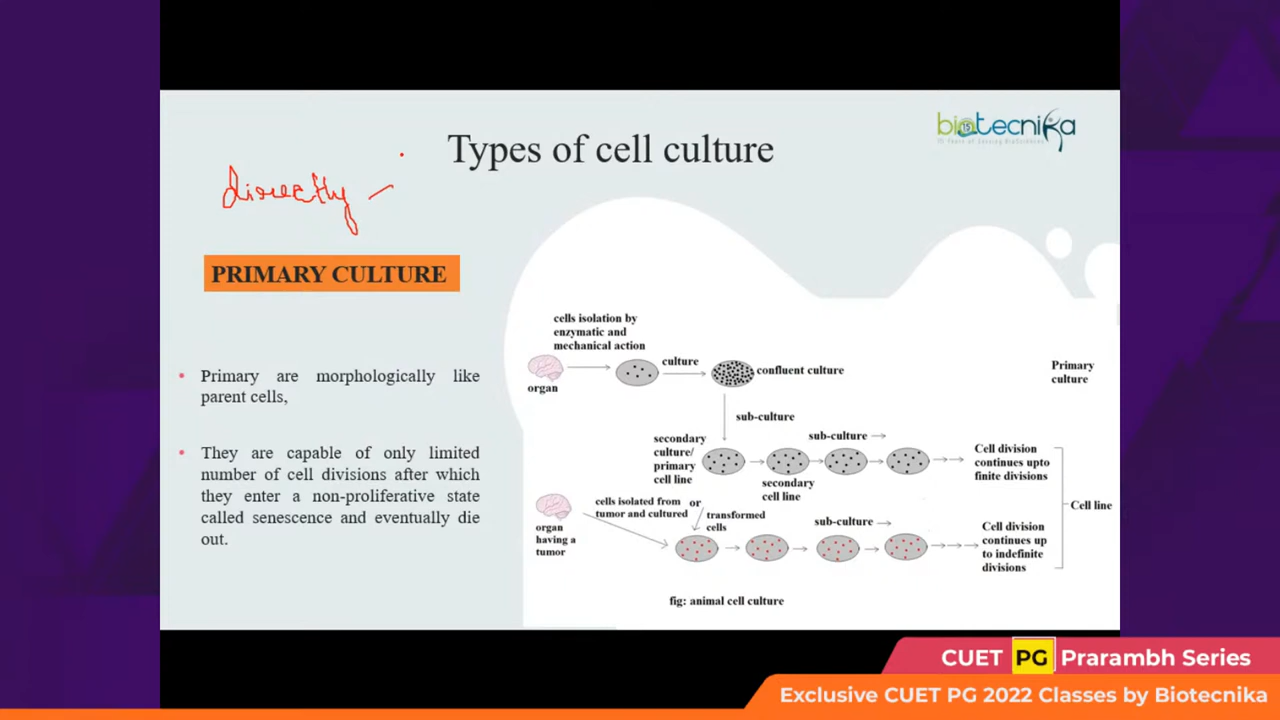 biotecnika
Types of cell culture
directly –
PRIMARY CULTURE
• Primary are morphologically like
parent cells,
• They are capable of only limited
number of cell divisions after which
they enter a non-proliferative state
called senescence and eventually die
out.
cells isolation by
enzymatic and
mechanical action
organ
culture
confluent culture
Primary
culture
sub-culture
secondary
culture/
primary
cell line
secondary
cell line
sub-culture
Cell division
continues upto
finite divisions
Cell line
organ
having a
tumor
cells isolated from
tumor and cultured
or
transformed
cells
sub-culture
Cell division
continues up
to indefinite
divisions
fig: animal cell culture
CUET PG Prarambh Series
Exclusive CUET PG 2022 Classes by Biotecnika